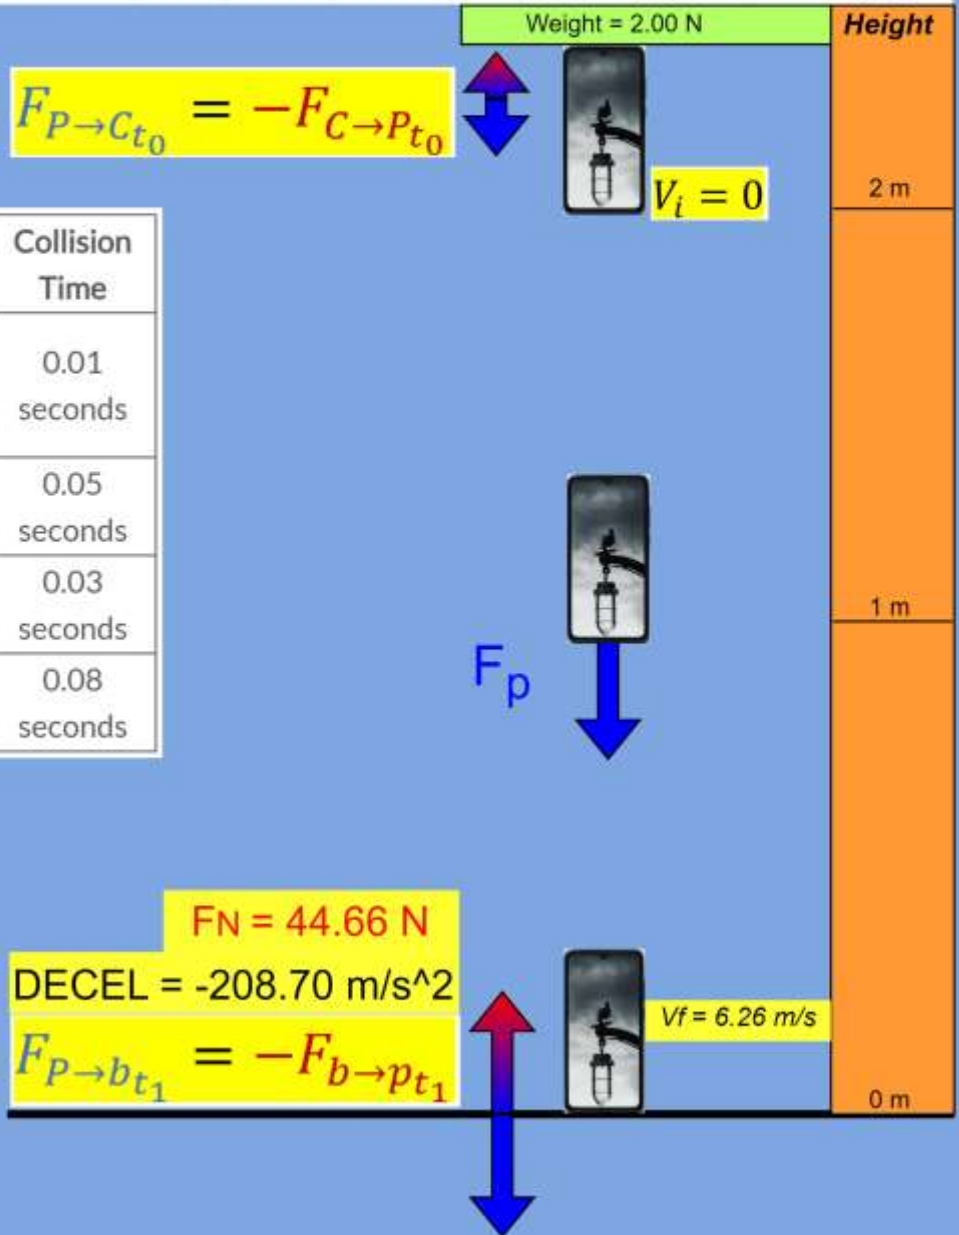 Weight = 2.00 N
Height
F_{P→C_{t_0}} = −F_{C→P_{t_0}}
V_i = 0
2 m
Collision
Time
0.01
seconds
0.05
seconds
0.03
seconds
0.08
seconds
1 m
F_p
FN = 44.66 N
DECEL = -208.70 m/s^2
Vf = 6.26 m/s
F_{P→b_{t_1}} = −F_{b→p_{t_1}}
0 m